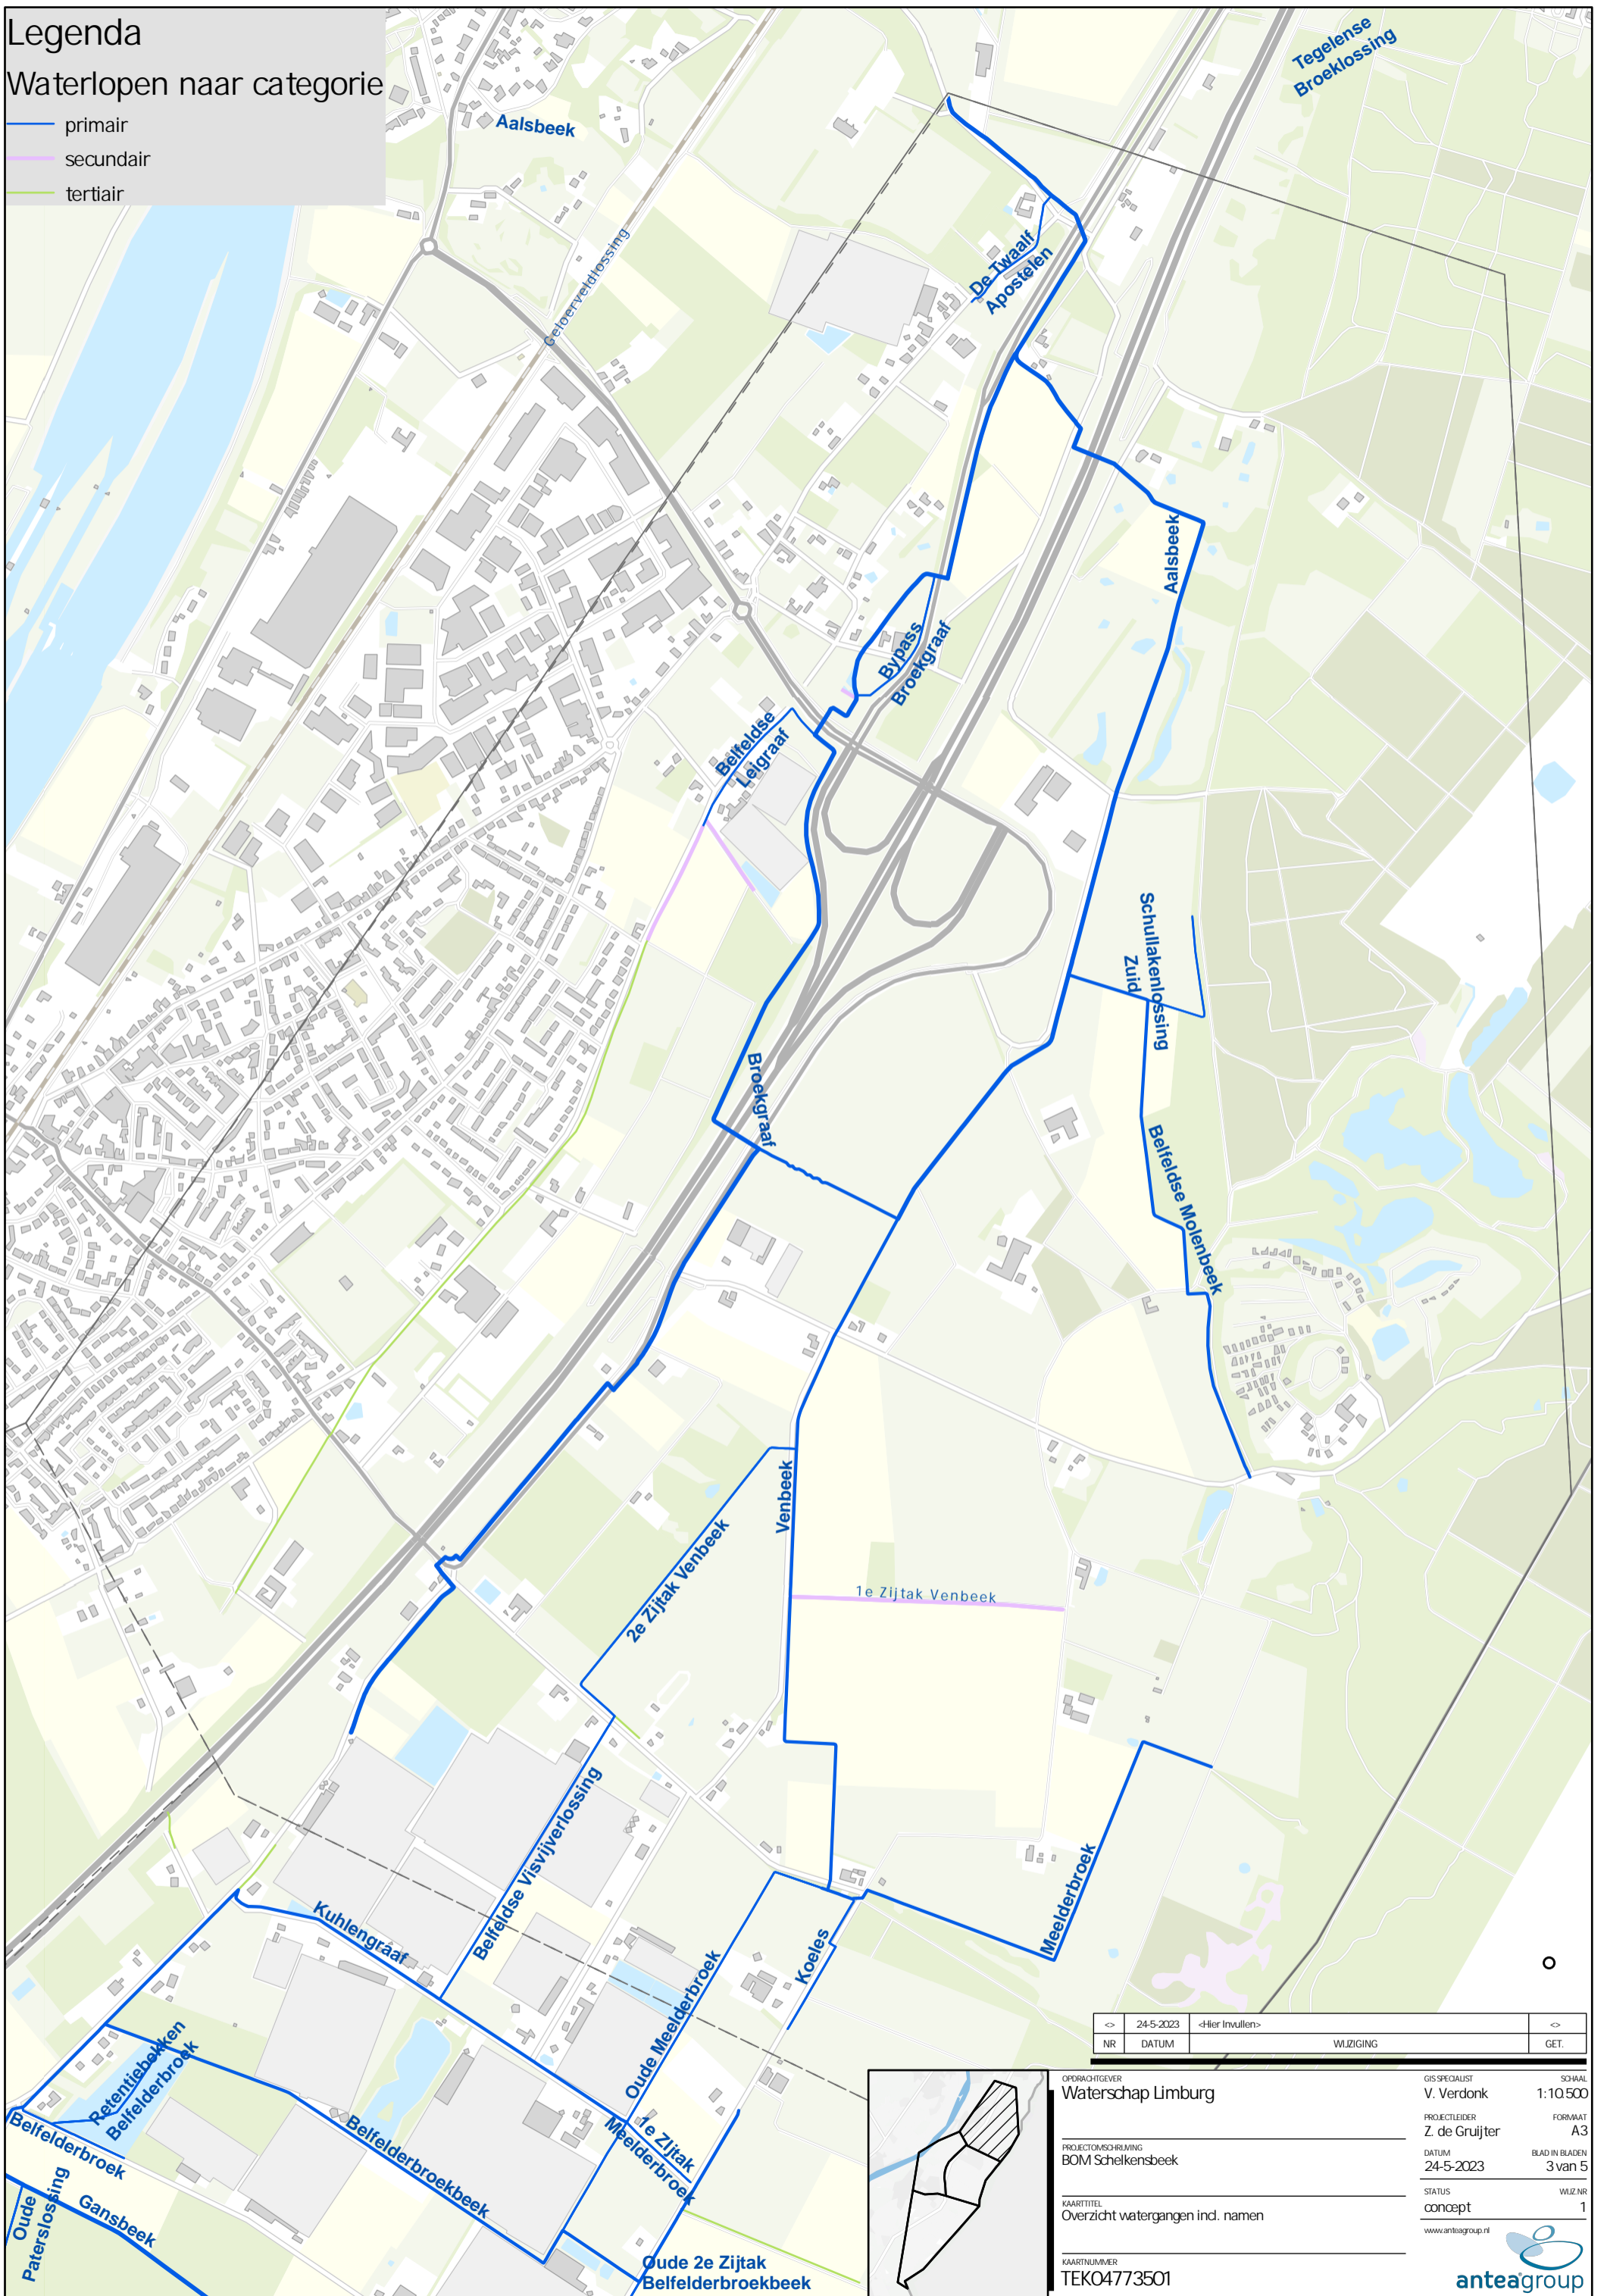 Legenda
Waterlopen naar categorie
primair
secundair
tertiair
Tegelense
Broeklossing
Aalsbeek
Geloerveldlossing
De Twaalf
Apostelen
Aalsbeek
Bypass
Broekgraaf
Belfeldse
Leigraaf
Schullakenlossing
Zuid
Broekgraaf
Belfeldse Molenbeek
Venbeek
2e Zijtak Venbeek
1e Zijtak Venbeek
Belfeldse Visvijverlossing
Meelderbroek
Kuhlengraaf
Koeles
Oude Meelderbroek
Retentiebekken
Belfelderbroek
Belfelderbroek
Belfelderbroekbeek
1e Zijtak
Meelderbroek
Oude
Paterslossing
Gansbeek
Oude 2e Zijtak
Belfelderbroekbeek
<> 24-5-2023 <Hier Invullen> <>
NR DATUM WIJZIGING GET.
OPDRACHTGEVER
Waterschap Limburg
PROJECTOMSCHRIJVING
BOM Schelkensbeek
KAARTTITEL
Overzicht watergangen incl. namen
KAARTNUMMER
TEK04773501
GIS SPECIALIST SCHAAL
V. Verdonk 1:10.500
PROJECTLEIDER FORMAAT
Z. de Gruijter A3
DATUM BLAD IN BLADEN
24-5-2023 3 van 5
STATUS WIJZ.NR
concept 1
www.anteagroup.nl
anteagroup